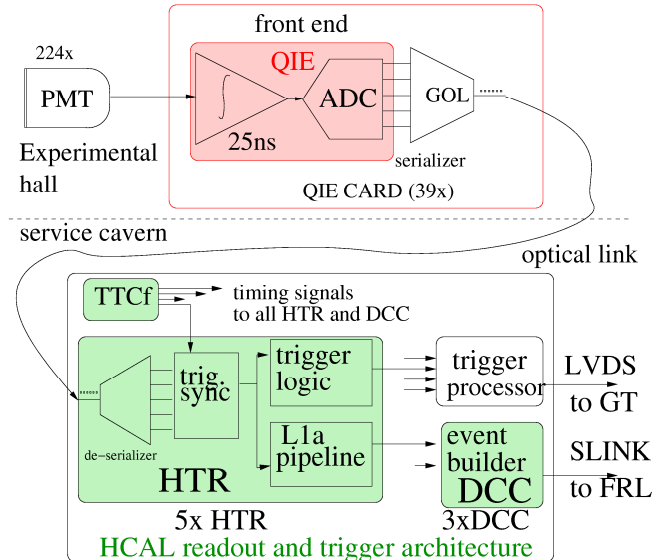 front end
224x
PMT
QIE
ADC
GOL
25ns
serializer
Experimental
hall
QIE CARD (39x)
service cavern
optical link
TTCf
timing signals
to all HTR and DCC
trig.
sync
trigger
logic
trigger
processor
LVDS
to GT
de-serializer
L1a
pipeline
event
builder
SLINK
to FRL
HTR
DCC
5x HTR
3xDCC
HCAL readout and trigger architecture